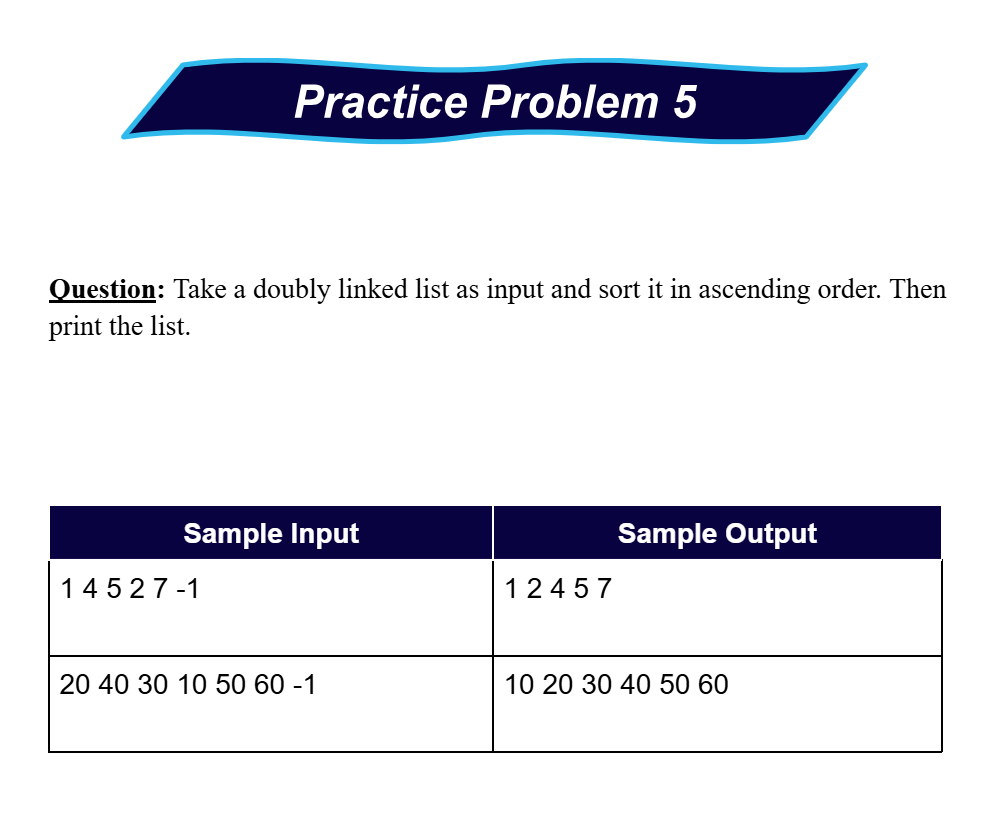 Practice Problem 5
Question: Take a doubly linked list as input and sort it in ascending order. Then
print the list.
Sample Input
Sample Output
1 4 5 2 7 -1
1 2 4 5 7
20 40 30 10 50 60 -1
10 20 30 40 50 60